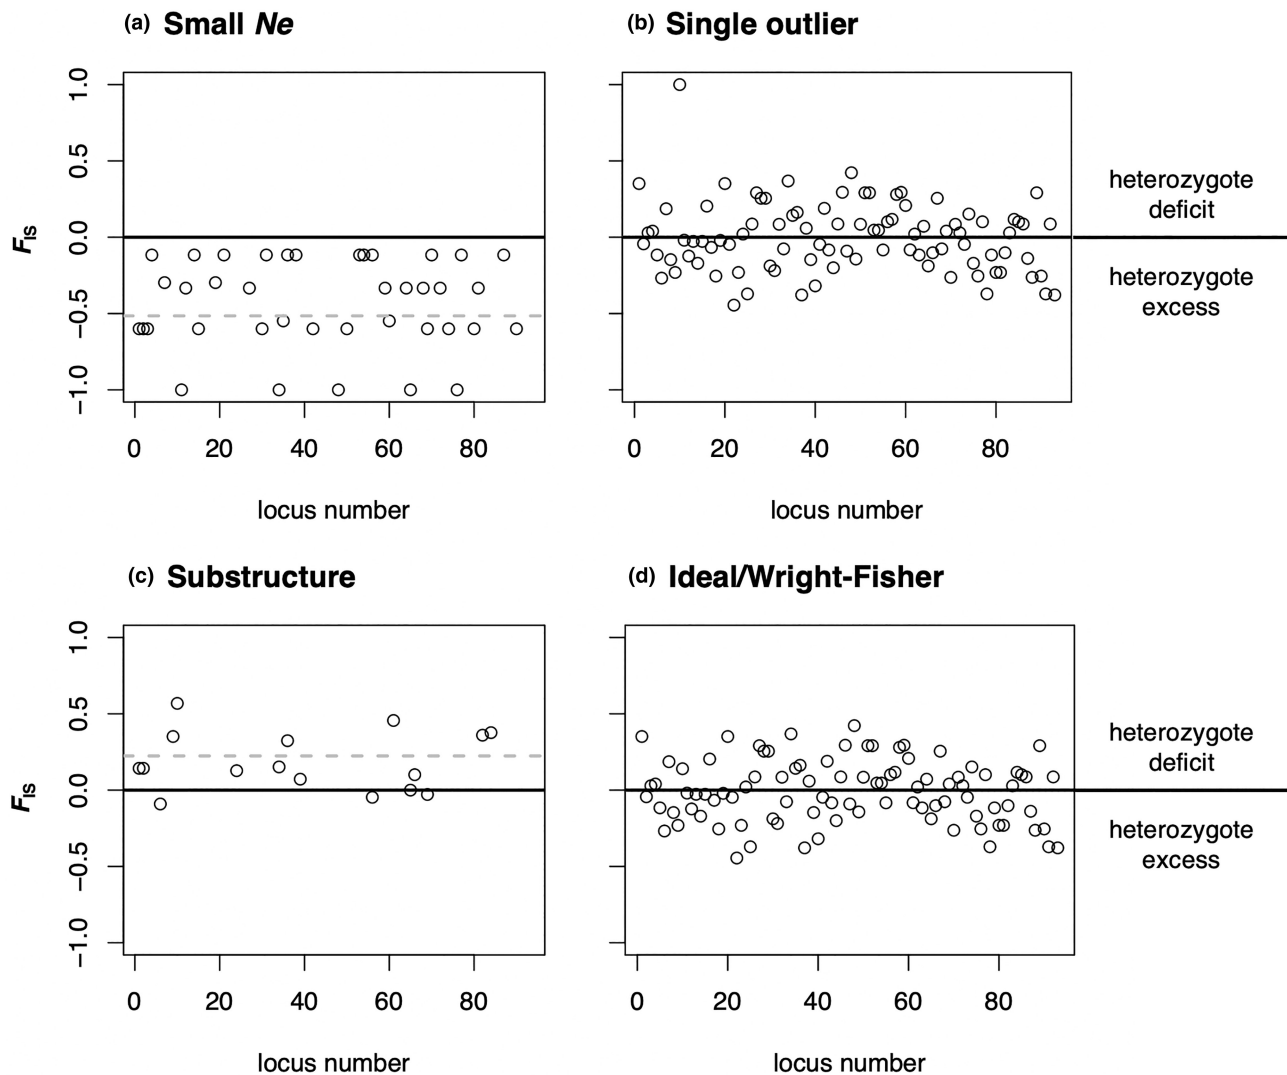 (a) Small Ne
(b) Single outlier
1.0
0.5
0.0
−0.5
−1.0
FIS
0 20 40 60 80
locus number
0 20 40 60 80
locus number
heterozygote
deficit
heterozygote
excess
(c) Substructure
(d) Ideal/Wright-Fisher
1.0
0.5
0.0
−0.5
−1.0
FIS
0 20 40 60 80
locus number
0 20 40 60 80
locus number
heterozygote
deficit
heterozygote
excess